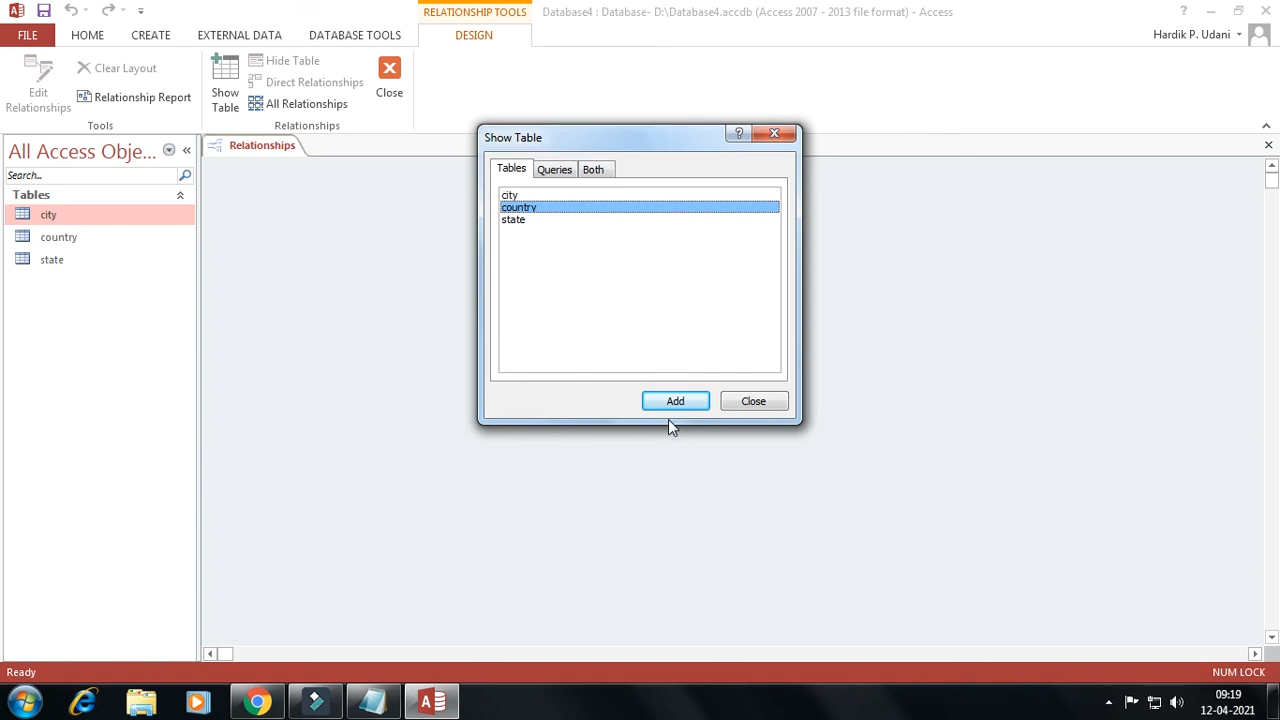 RELATIONSHIP TOOLS
Database4 : Database- D:\Database4.accdb (Access 2007 - 2013 file format) - Access
?
FILE
HOME
CREATE
EXTERNAL DATA
DATABASE TOOLS
DESIGN
Hardik P. Udani
Edit
Relationships
Clear Layout
Relationship Report
Tools
Show
Table
Hide Table
Direct Relationships
All Relationships
Close
Relationships
All Access Obje...
Search...
Tables
city
country
state
Relationships
Show Table
?
Tables
Queries
Both
city
country
state
Add
Close
Ready
NUM LOCK
09:19
12-04-2021